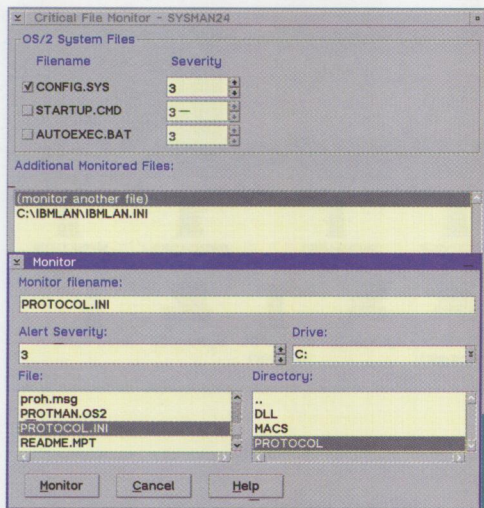 Critical File Monitor - SYSMAN24
OS/2 System Files
Filename Severity
CONFIG.SYS 3
STARTUP.CMD 3
AUTOEXEC.BAT 3
Additional Monitored Files:
(monitor another file)
C:\IBMLAN\IBMLAN.INI
Monitor
Monitor filename:
PROTOCOL.INI
Alert Severity: Drive:
3 C:
File: Directory:
proh.msg ..
PROTMAN.OS2 DLL
PROTOCOL.INI MACS
README.MPT PROTOCOL
Monitor Cancel Help